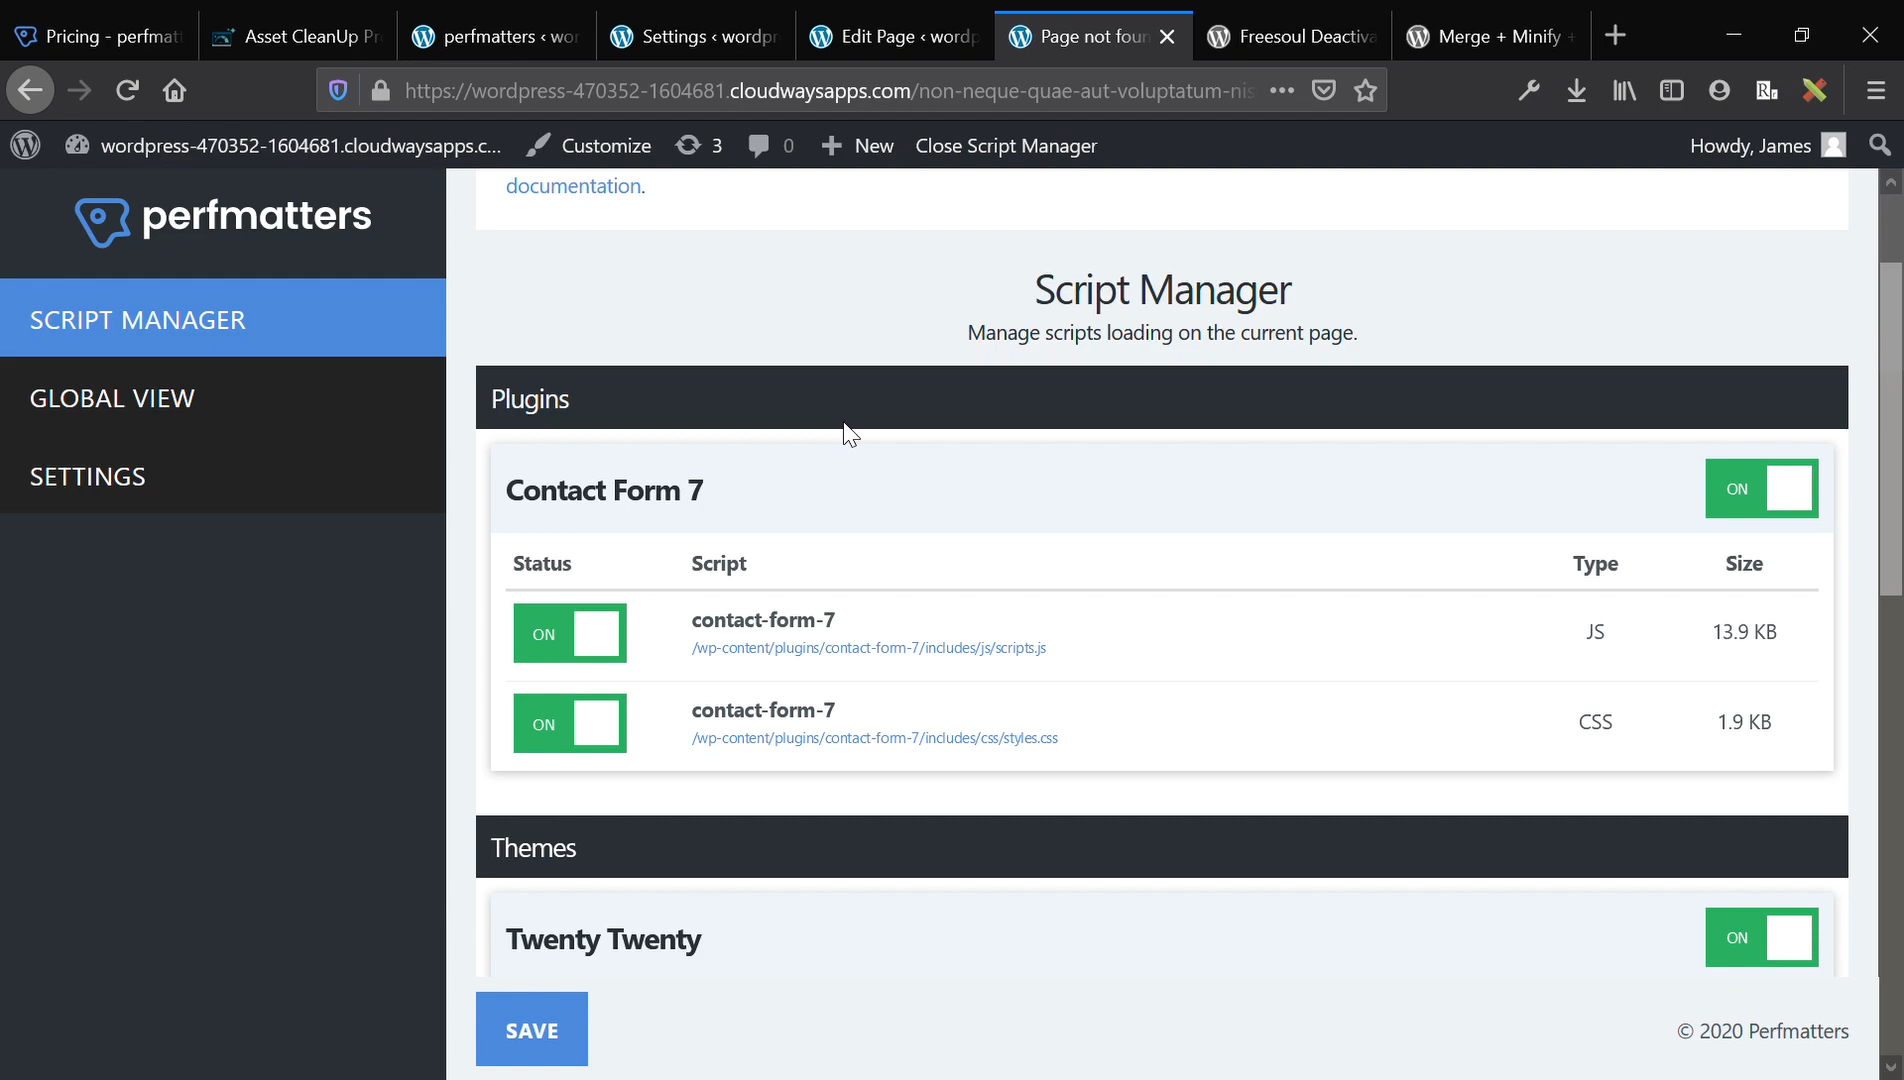 Pricing - perfmat
Asset CleanUp Pr
perfmatters < wor
Settings < wordpr
Edit Page < wordp
Page not foun
Freesoul Deactiva
Merge + Minify +
https://wordpress-470352-1604681.cloudwaysapps.com/non-neque-quae-aut-voluptatum-nis
wordpress-470352-1604681.cloudwaysapps.c...
Customize
3
0
New
Close Script Manager
Howdy, James
perfmatters
documentation.
SCRIPT MANAGER
GLOBAL VIEW
SETTINGS
Script Manager
Manage scripts loading on the current page.
Plugins
Contact Form 7
ON
Status Script Type Size
ON contact-form-7 JS 13.9 KB
/wp-content/plugins/contact-form-7/includes/js/scripts.js
ON contact-form-7 CSS 1.9 KB
/wp-content/plugins/contact-form-7/includes/css/styles.css
Themes
Twenty Twenty
ON
SAVE
© 2020 Perfmatters